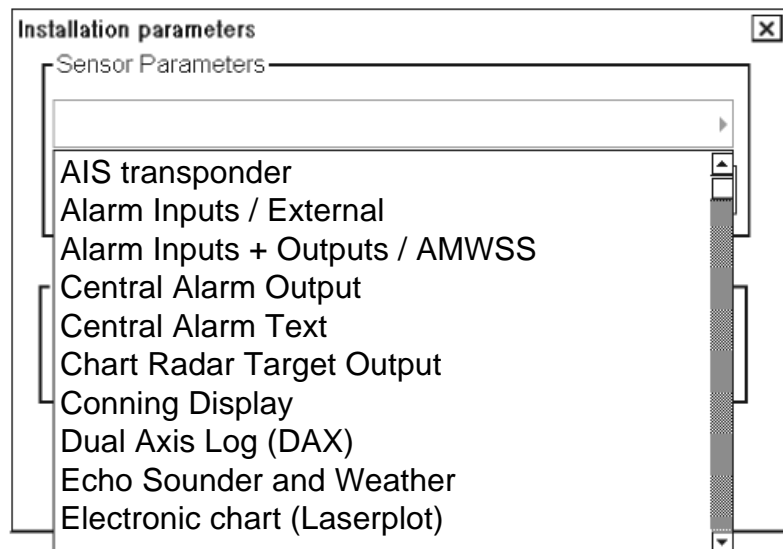 Installation parameters
Sensor Parameters
AIS transponder
Alarm Inputs / External
Alarm Inputs + Outputs / AMWSS
Central Alarm Output
Central Alarm Text
Chart Radar Target Output
Conning Display
Dual Axis Log (DAX)
Echo Sounder and Weather
Electronic chart (Laserplot)